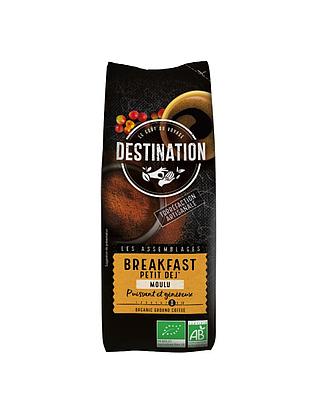 LE GOÛT DU VOYAGE
DESTINATION
TORRÉFACTION
ARTISANALE
LES ASSEMBLAGES
BREAKFAST
PETIT DEJ'
MOULU
Puissant et généreux
ORGANIC GROUND COFFEE
AB